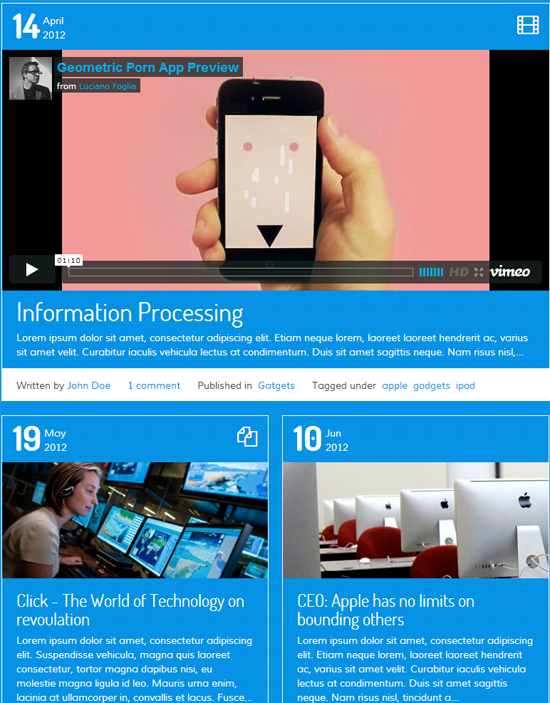 14 April
2012
Geometric Porn App Preview
from Luciano Foglia
01:10
HD vimeo
Information Processing
Lorem ipsum dolor sit amet, consectetur adipiscing elit. Etiam neque lorem, laoreet laoreet hendrerit ac, varius
sit amet velit. Curabitur iaculis vehicula lectus at condimentum. Duis sit amet sagittis neque. Nam risus nisl,...
Written by John Doe 1 comment Published in Gatgets Tagged under apple godgets ipod
19 May
2012
Click - The World of Technology on
revoulation
Lorem ipsum dolor sit amet, consectetur adipiscing
elit. Suspendisse vehicula, magna quis laoreet
consectetur, tortor magna dapibus nisi, eu
molestie magna ligula id leo. Mauris urna enim,
lacinia at ullamcorper in, convallis et lacus. Fusce...
10 Jun
2012
CEO: Apple has no limits on
bounding others
Lorem ipsum dolor sit amet, consectetur adipiscing
elit. Etiam neque lorem, laoreet laoreet hendrerit
ac, varius sit amet velit. Curabitur iaculis vehicula
lectus at condimentum. Duis sit amet sagittis
neque. Nam risus nisl, tincidunt a...